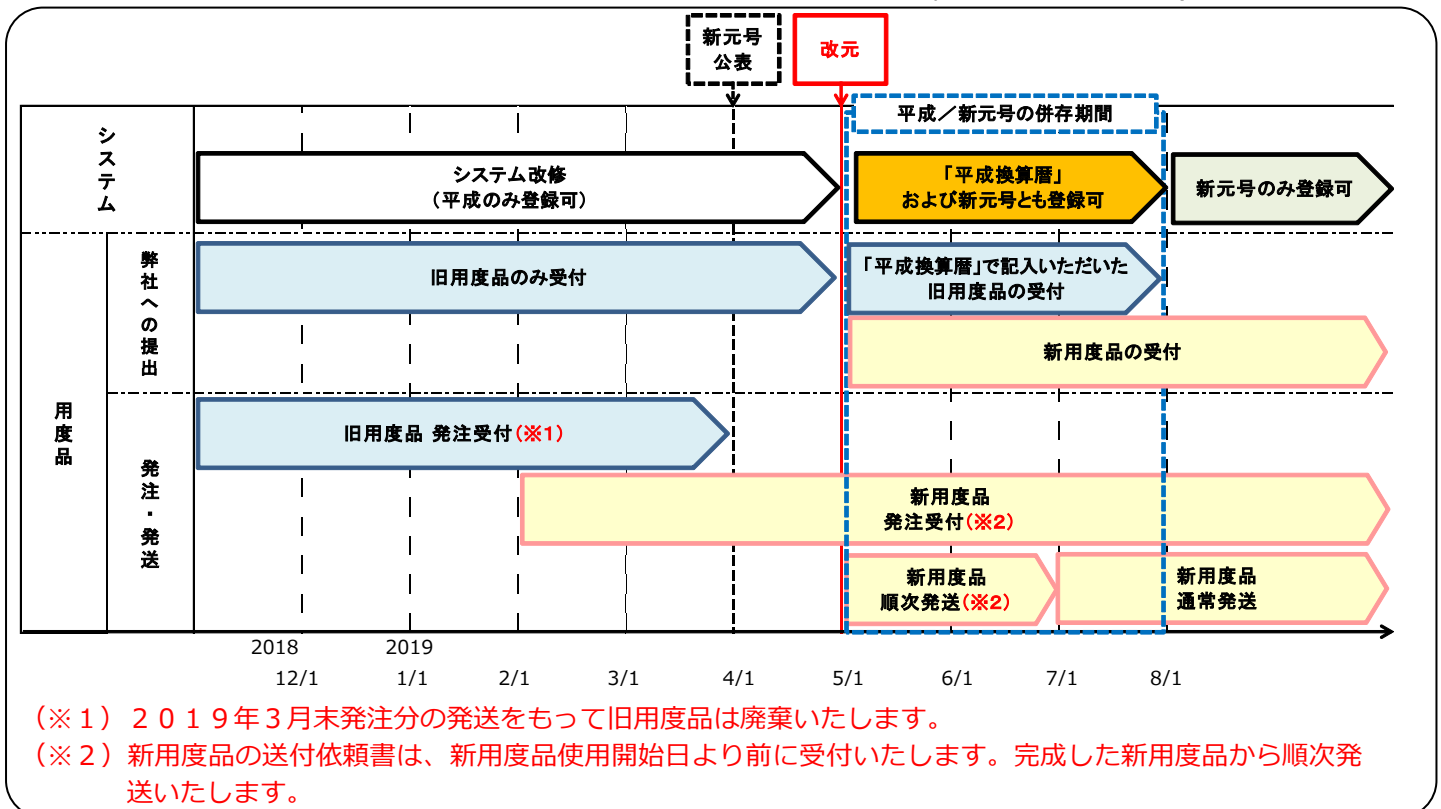 新元号
公表
改元
平成／新元号の併存期間
システム
システム改修
（平成のみ登録可）
「平成換算暦」
および新元号とも登録可
新元号のみ登録可
用度品
弊社への提出
旧用度品のみ受付
「平成換算暦」で記入いただいた
旧用度品の受付
新用度品の受付
発注・発送
旧用度品 発注受付(※1)
新用度品
発注受付(※2)
新用度品
順次発送(※2)
新用度品
通常発送
2018 2019
12/1 1/1 2/1 3/1 4/1 5/1 6/1 7/1 8/1
（※１）２０１９年３月末発注分の発送をもって旧用度品は廃棄いたします。
（※２）新用度品の送付依頼書は、新用度品使用開始日より前に受付いたします。完成した新用度品から順次発
送いたします。